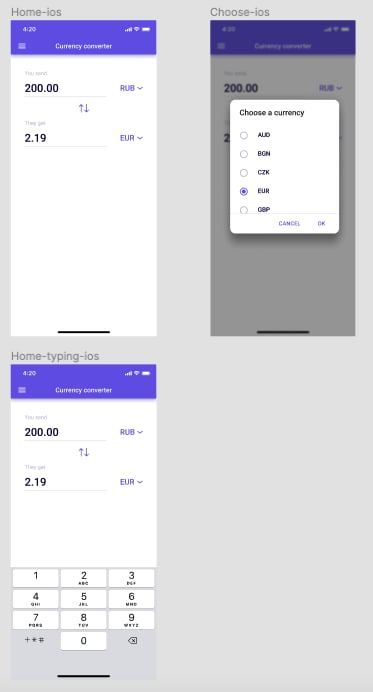 Home-ios
4:20
Currency converter
You send
200.00 RUB
They get
2.19 EUR
Choose-ios
4:20
Currency converter
You send
200.00 RUB
2
Choose a currency
AUD
BGN
CZK
EUR
GBP
CANCEL OK
Home-typing-ios
4:20
Currency converter
You send
200.00 RUB
They get
2.19 EUR
1 2 3
ABC DEF
4 5 6
GHI JKL MNO
7 8 9
PQRS TUV WXYZ
+*# 0